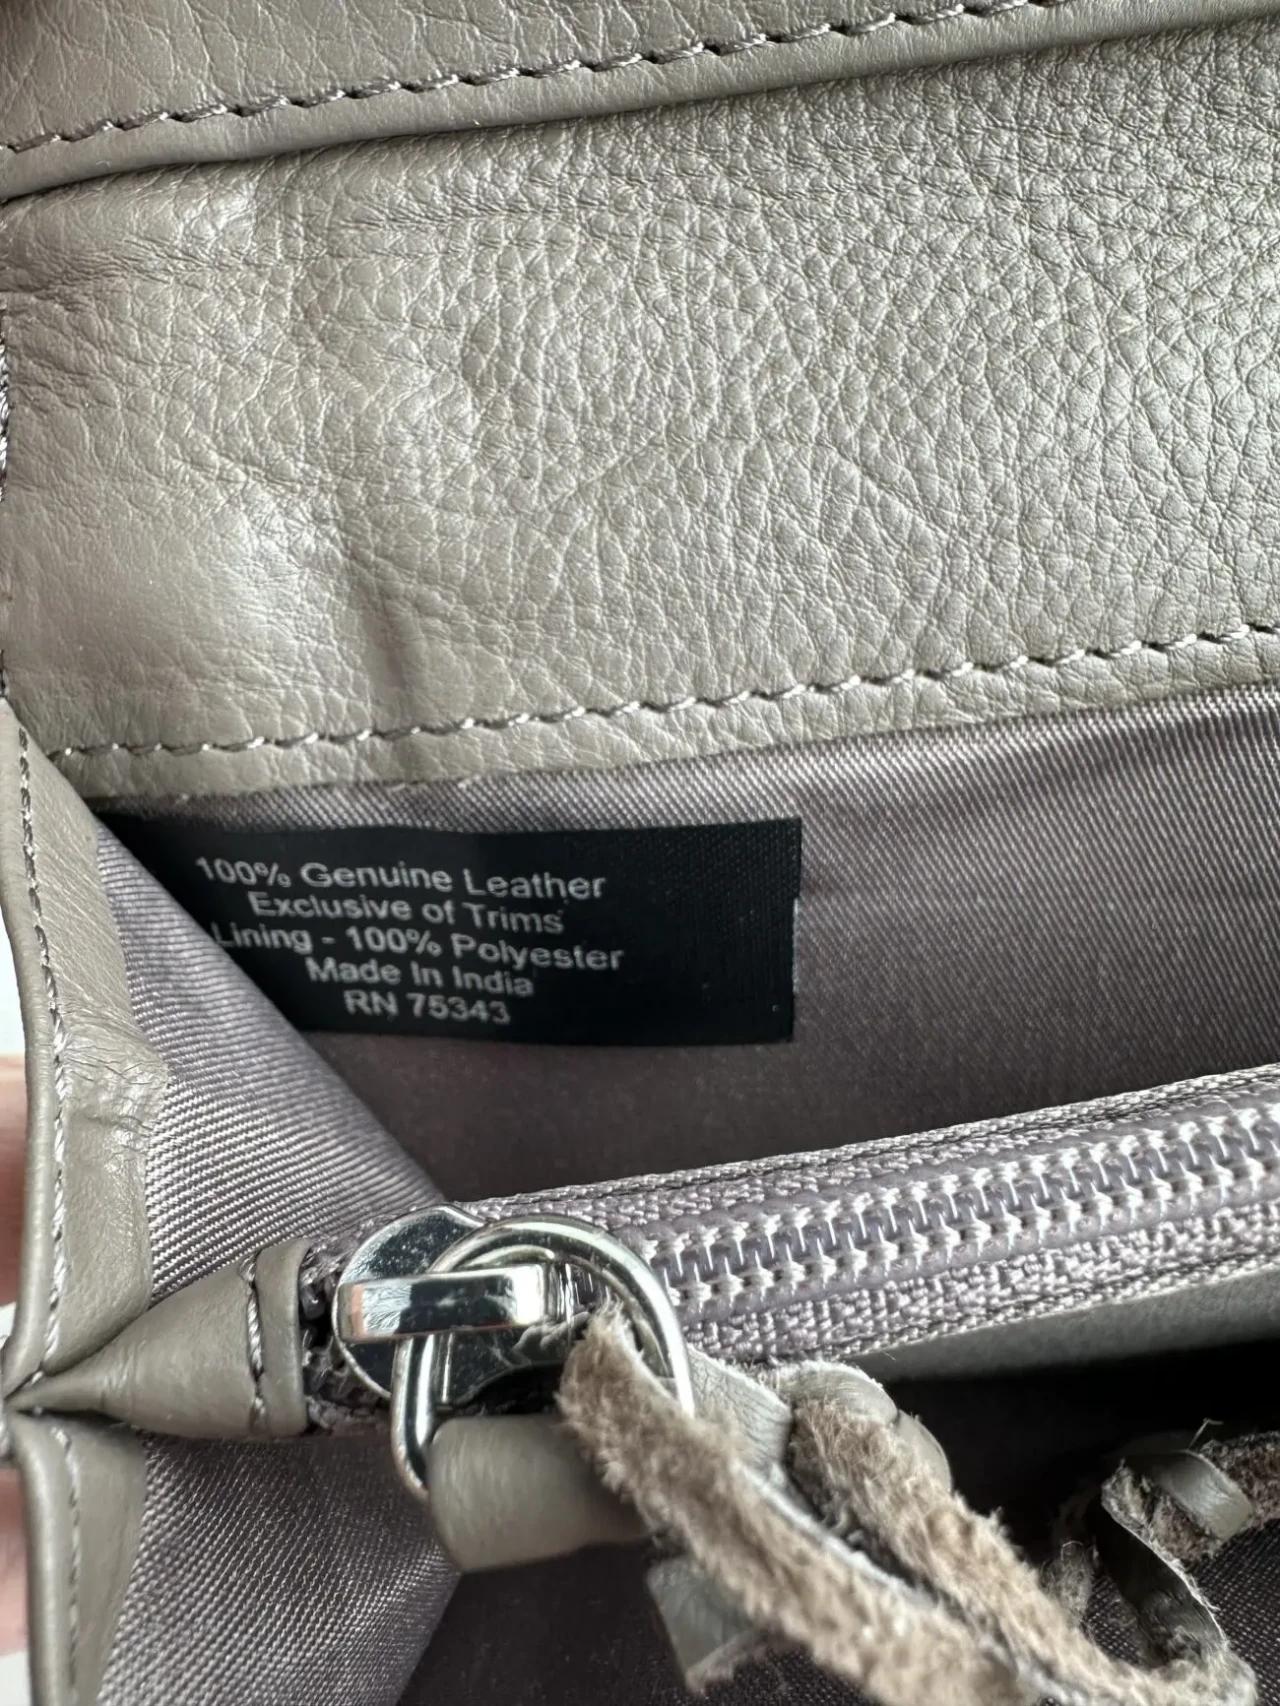 100% Genuine Leather
Exclusive of Trims
Lining - 100% Polyester
Made In India
RN 75343